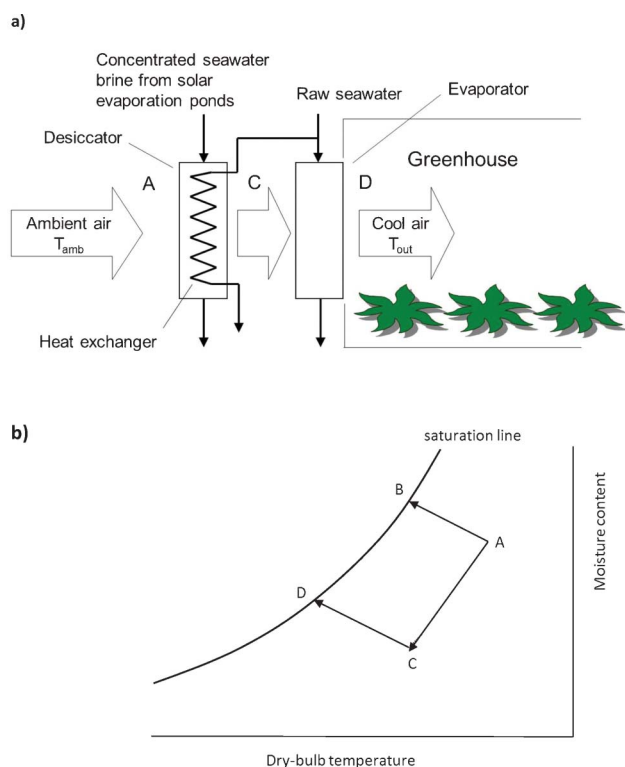 a)
Concentrated seawater
brine from solar
evaporation ponds
Raw seawater
Evaporator
Desiccator
A
C
D
Greenhouse
Ambient air
Tamb
Cool air
Tout
Heat exchanger
b)
saturation line
B
A
D
C
Moisture content
Dry-bulb temperature